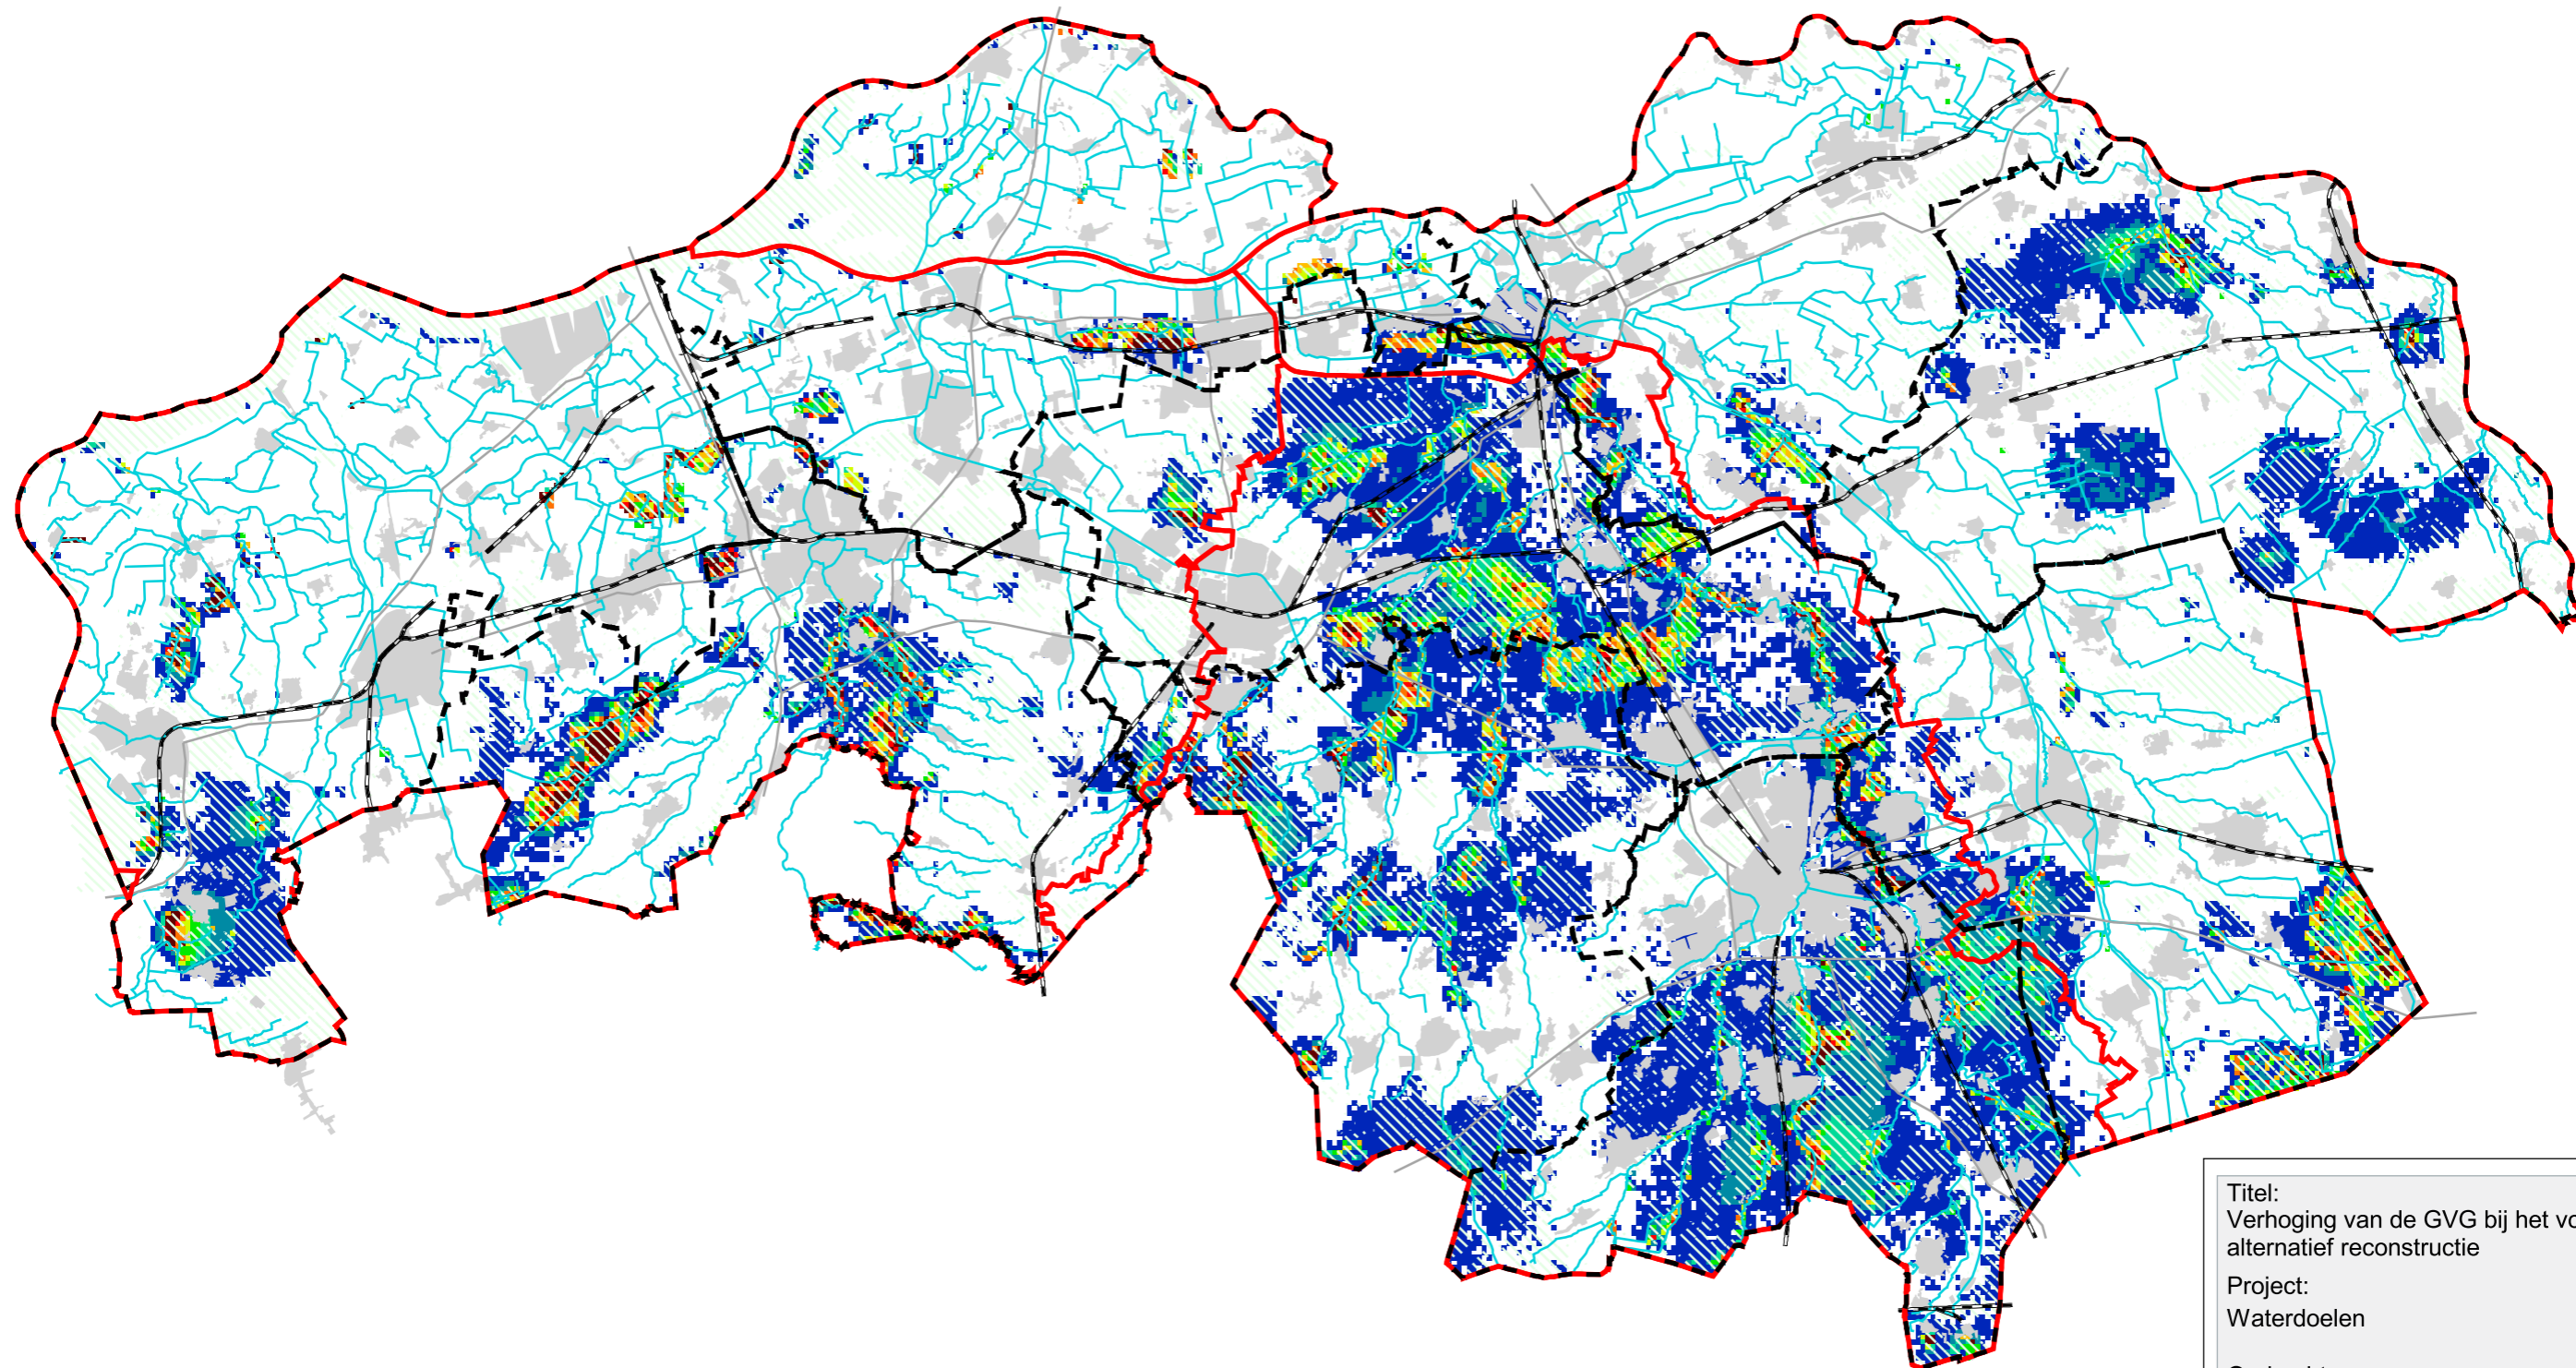 Titel:
Verhoging van de GVG bij het
alternatief reconstructie
Project:
Waterdoelen